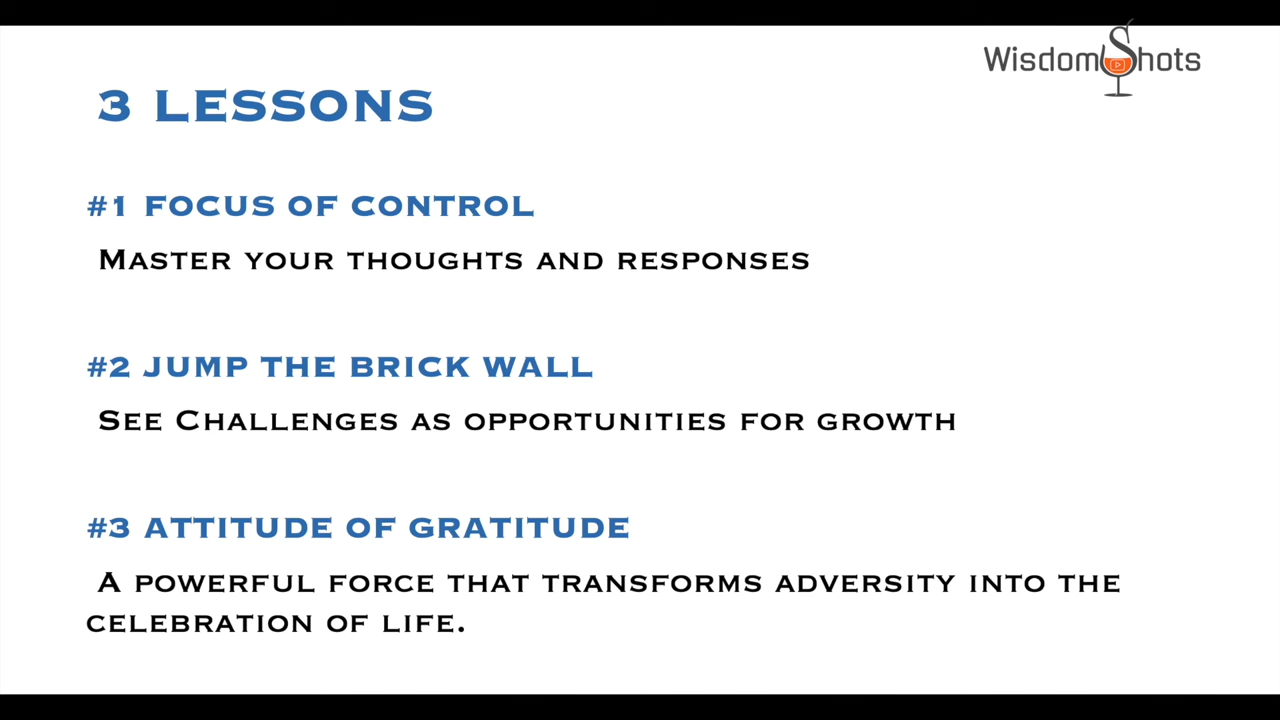 WisdomShots
3 LESSONS
#1 FOCUS OF CONTROL
MASTER YOUR THOUGHTS AND RESPONSES
#2 JUMP THE BRICK WALL
SEE CHALLENGES AS OPPORTUNITIES FOR GROWTH
#3 ATTITUDE OF GRATITUDE
A POWERFUL FORCE THAT TRANSFORMS ADVERSITY INTO THE
CELEBRATION OF LIFE.